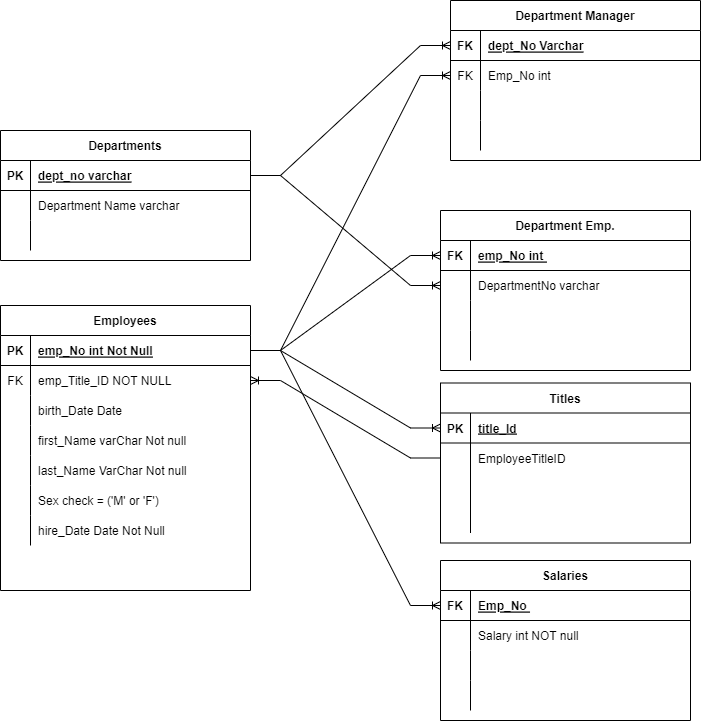 Department Manager
FK dept_No Varchar
FK Emp_No int
Departments
PK dept_no varchar
Department Name varchar
Department Emp.
FK emp_No int
DepartmentNo varchar
Employees
PK emp_No int Not Null
FK emp_Title_ID NOT NULL
birth_Date Date
first_Name varChar Not null
last_Name VarChar Not null
Sex check = ('M' or 'F')
hire_Date Date Not Null
Titles
PK title_Id
EmployeeTitleID
Salaries
FK Emp_No
Salary int NOT null